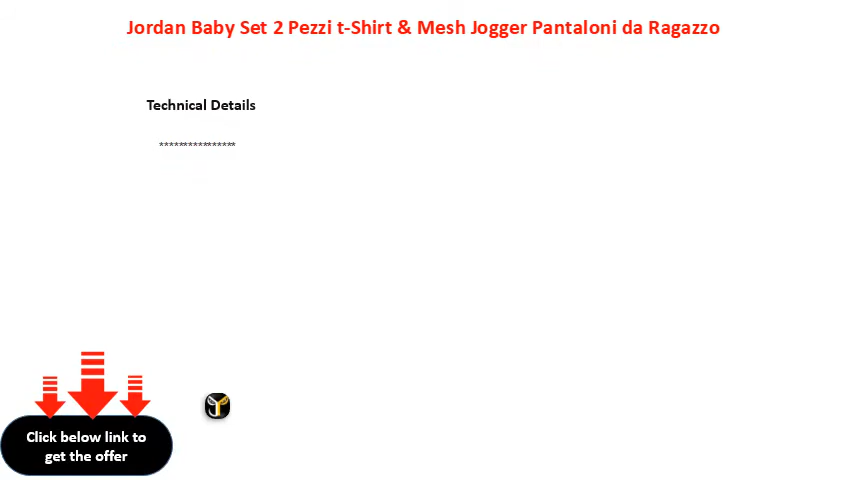 Jordan Baby Set 2 Pezzi t-Shirt & Mesh Jogger Pantaloni da Ragazzo
Technical Details
****************
Click below link to
get the offer